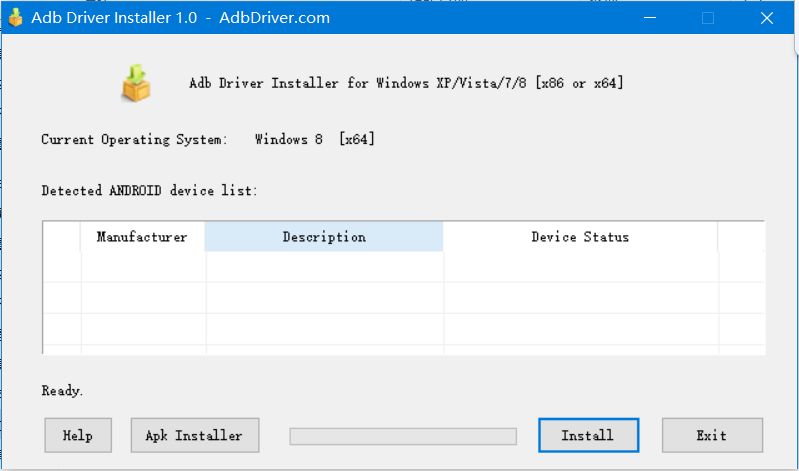 Adb Driver Installer 1.0 - AdbDriver.com
Adb Driver Installer for Windows XP/Vista/7/8 [x86 or x64]
Current Operating System: Windows 8 [x64]
Detected ANDROID device list:
Manufacturer Description Device Status
Ready.
Help Apk Installer Install Exit